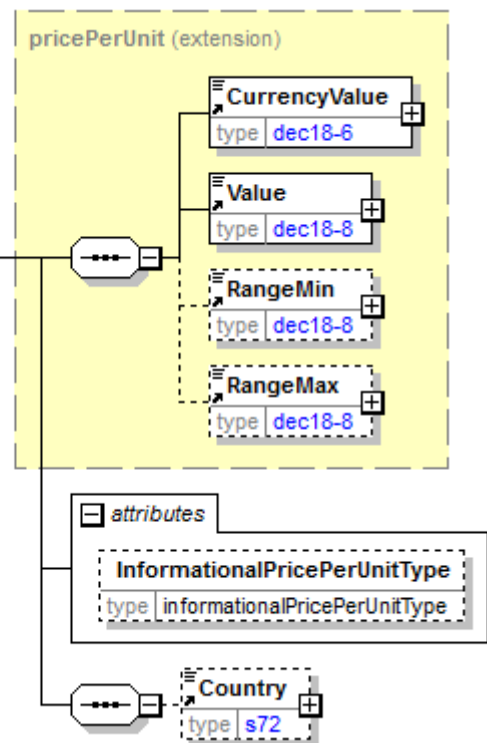 pricePerUnit (extension)
CurrencyValue
type dec18-6
Value
type dec18-8
RangeMin
type dec18-8
RangeMax
type dec18-8
attributes
InformationalPricePerUnitType
type informationalPricePerUnitType
Country
type s72